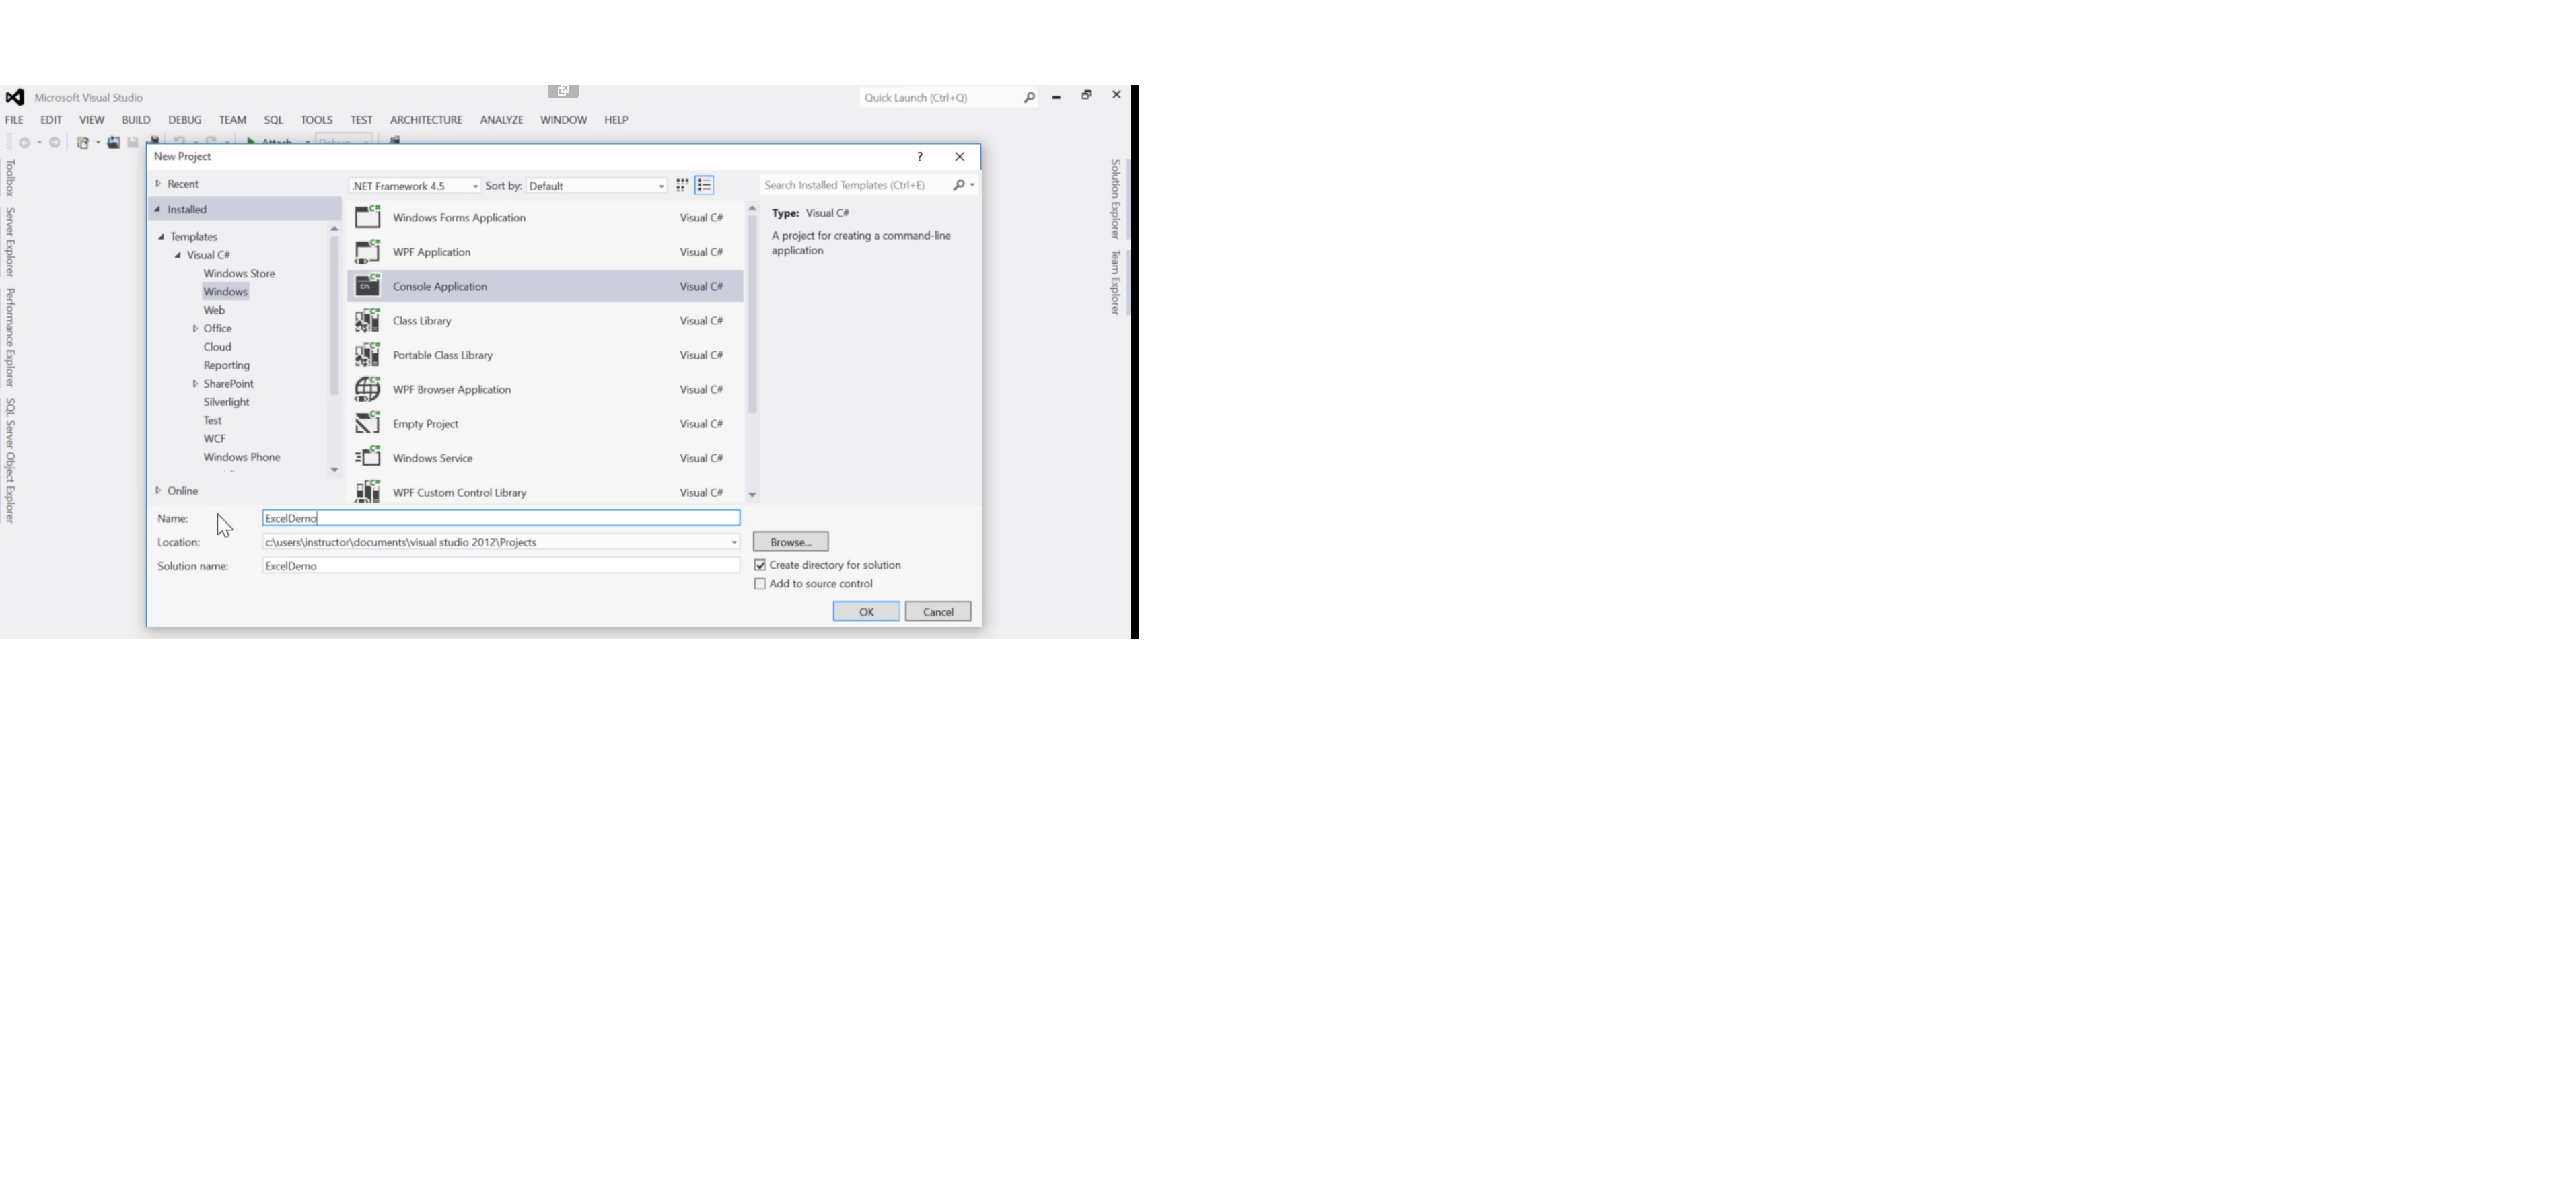 Microsoft Visual Studio
Quick Launch (Ctrl+Q)
FILE EDIT VIEW BUILD DEBUG TEAM SQL TOOLS TEST ARCHITECTURE ANALYZE WINDOW HELP
Attach Debug
Toolbox
Server Explorer
Performance Explorer
SQL Server Object Explorer
New Project ?
Recent
Installed
Templates
Visual C#
Windows Store
Windows
Web
Office
Cloud
Reporting
SharePoint
Silverlight
Test
WCF
Windows Phone
Online
.NET Framework 4.5 Sort by: Default
Windows Forms Application Visual C#
WPF Application Visual C#
Console Application Visual C#
Class Library Visual C#
Portable Class Library Visual C#
WPF Browser Application Visual C#
Empty Project Visual C#
Windows Service Visual C#
WPF Custom Control Library Visual C#
Search Installed Templates (Ctrl+E)
Type: Visual C#
A project for creating a command-line
application
Name: ExcelDemo
Location: c:\users\instructor\documents\visual studio 2012\Projects
Browse...
Solution name: ExcelDemo
Create directory for solution
Add to source control
OK Cancel
Solution Explorer
Team Explorer